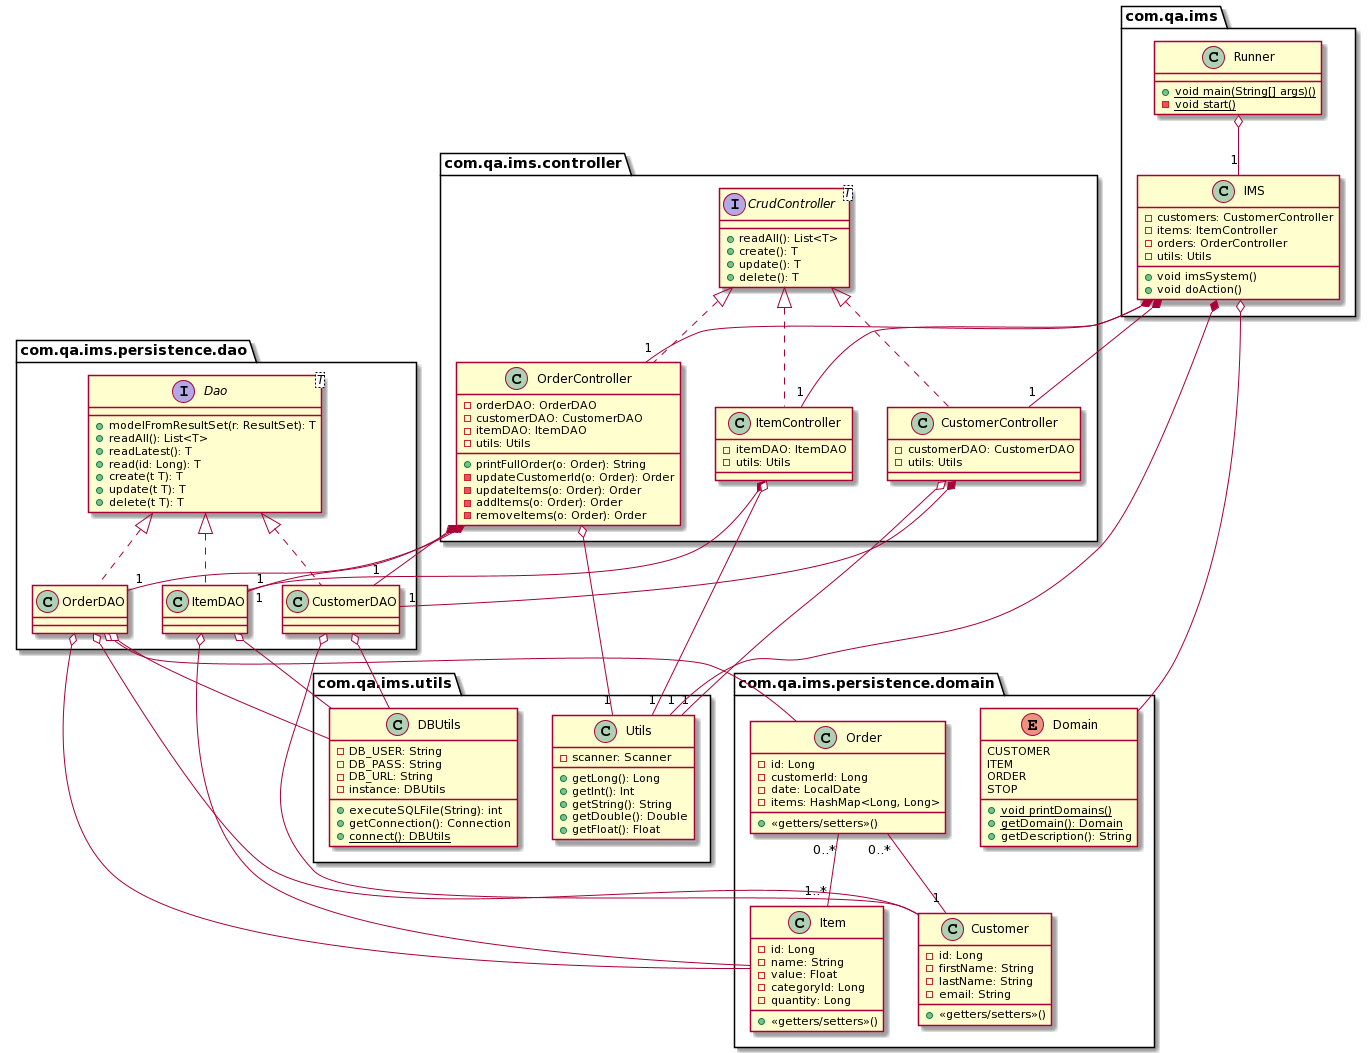 com.qa.ims
C Runner
void main(String[] args)()
void start()
1
C IMS
customers: CustomerController
items: ItemController
orders: OrderController
utils: Utils
void imsSystem()
void doAction()
com.qa.ims.controller
I CrudController
T
readAll(): List<T>
create(): T
update(): T
delete(): T
1
1
1
C OrderController
orderDAO: OrderDAO
customerDAO: CustomerDAO
itemDAO: ItemDAO
utils: Utils
printFullOrder(o: Order): String
updateCustomerId(o: Order): Order
updateItems(o: Order): Order
addItems(o: Order): Order
removeItems(o: Order): Order
C ItemController
itemDAO: ItemDAO
utils: Utils
C CustomerController
customerDAO: CustomerDAO
utils: Utils
com.qa.ims.persistence.dao
I Dao
T
modelFromResultSet(r: ResultSet): T
readAll(): List<T>
readLatest(): T
read(id: Long): T
create(t T): T
update(t T): T
delete(t T): T
1
1
1
1
1
C OrderDAO
C ItemDAO
C CustomerDAO
com.qa.ims.utils
1
1
1
1
C DBUtils
DB_USER: String
DB_PASS: String
DB_URL: String
instance: DBUtils
executeSQLFile(String): int
getConnection(): Connection
connect(): DBUtils
C Utils
scanner: Scanner
getLong(): Long
getInt(): Int
getString(): String
getDouble(): Double
getFloat(): Float
com.qa.ims.persistence.domain
C Order
id: Long
customerId: Long
date: LocalDate
items: HashMap<Long, Long>
«getters/setters»()
E Domain
CUSTOMER
ITEM
ORDER
STOP
void printDomains()
getDomain(): Domain
getDescription(): String
0..*
0..*
1..*
1
C Item
id: Long
name: String
value: Float
categoryId: Long
quantity: Long
«getters/setters»()
C Customer
id: Long
firstName: String
lastName: String
email: String
«getters/setters»()